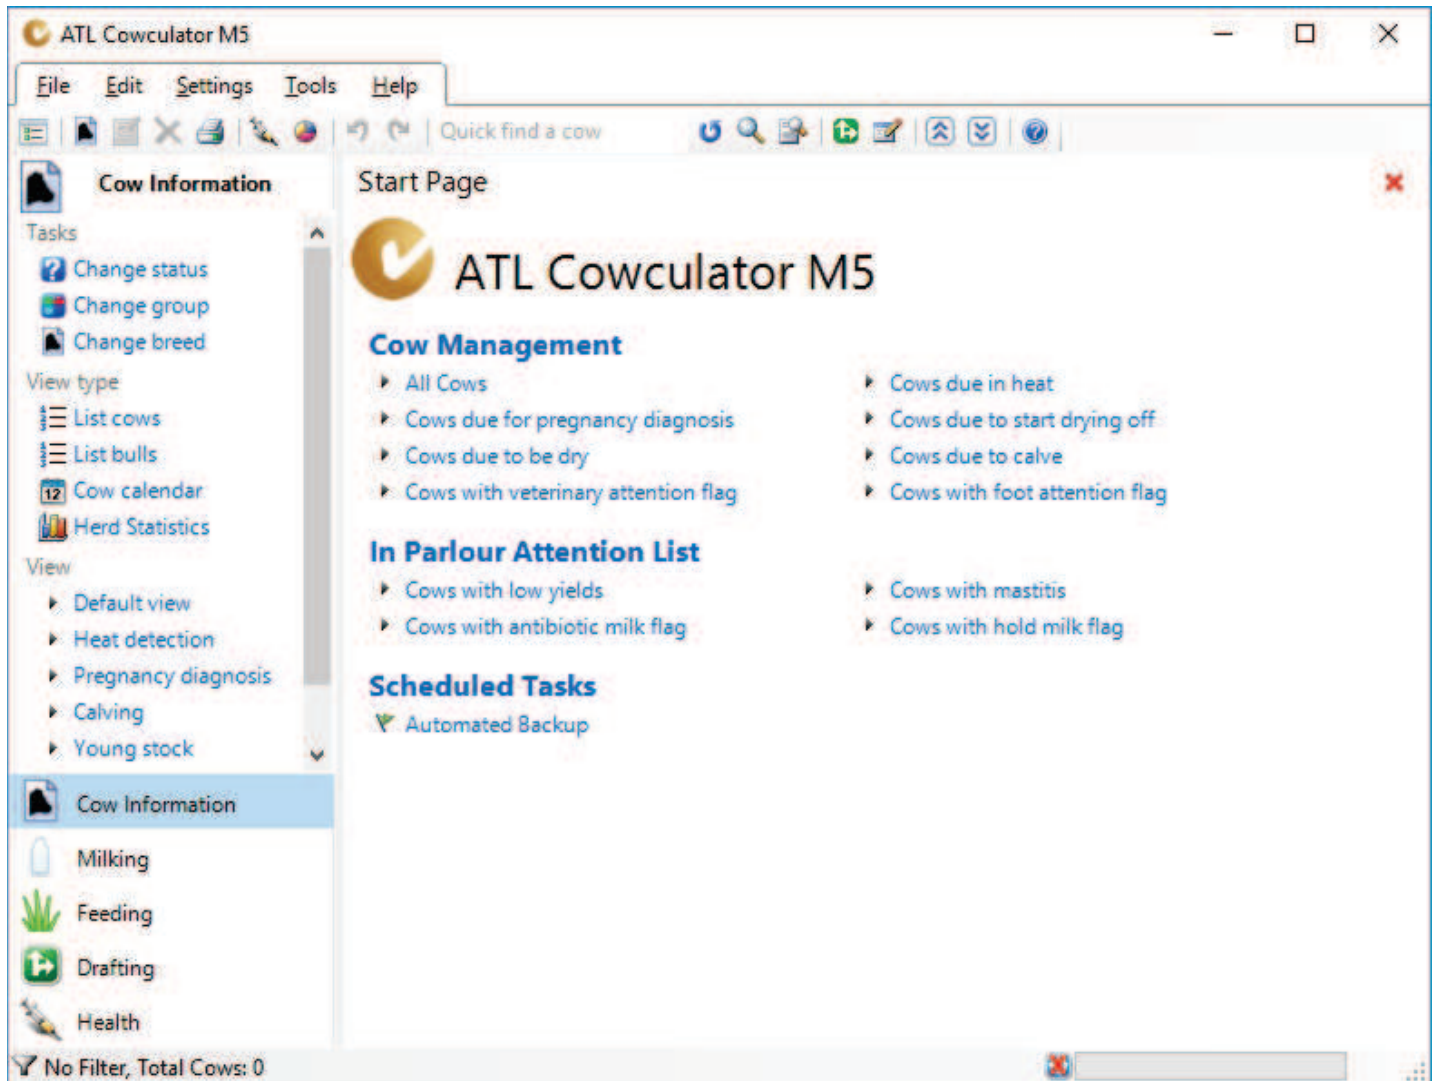 ATL Cowculator M5
File Edit Settings Tools Help
Quick find a cow
Cow Information
Tasks
Change status
Change group
Change breed
View type
List cows
List bulls
12 Cow calendar
Herd Statistics
View
Default view
Heat detection
Pregnancy diagnosis
Calving
Young stock
Cow Information
Milking
Feeding
Drafting
Health
Start Page
ATL Cowculator M5
Cow Management
All Cows
Cows due in heat
Cows due for pregnancy diagnosis
Cows due to start drying off
Cows due to be dry
Cows due to calve
Cows with veterinary attention flag
Cows with foot attention flag
In Parlour Attention List
Cows with low yields
Cows with mastitis
Cows with antibiotic milk flag
Cows with hold milk flag
Scheduled Tasks
Automated Backup
No Filter, Total Cows: 0